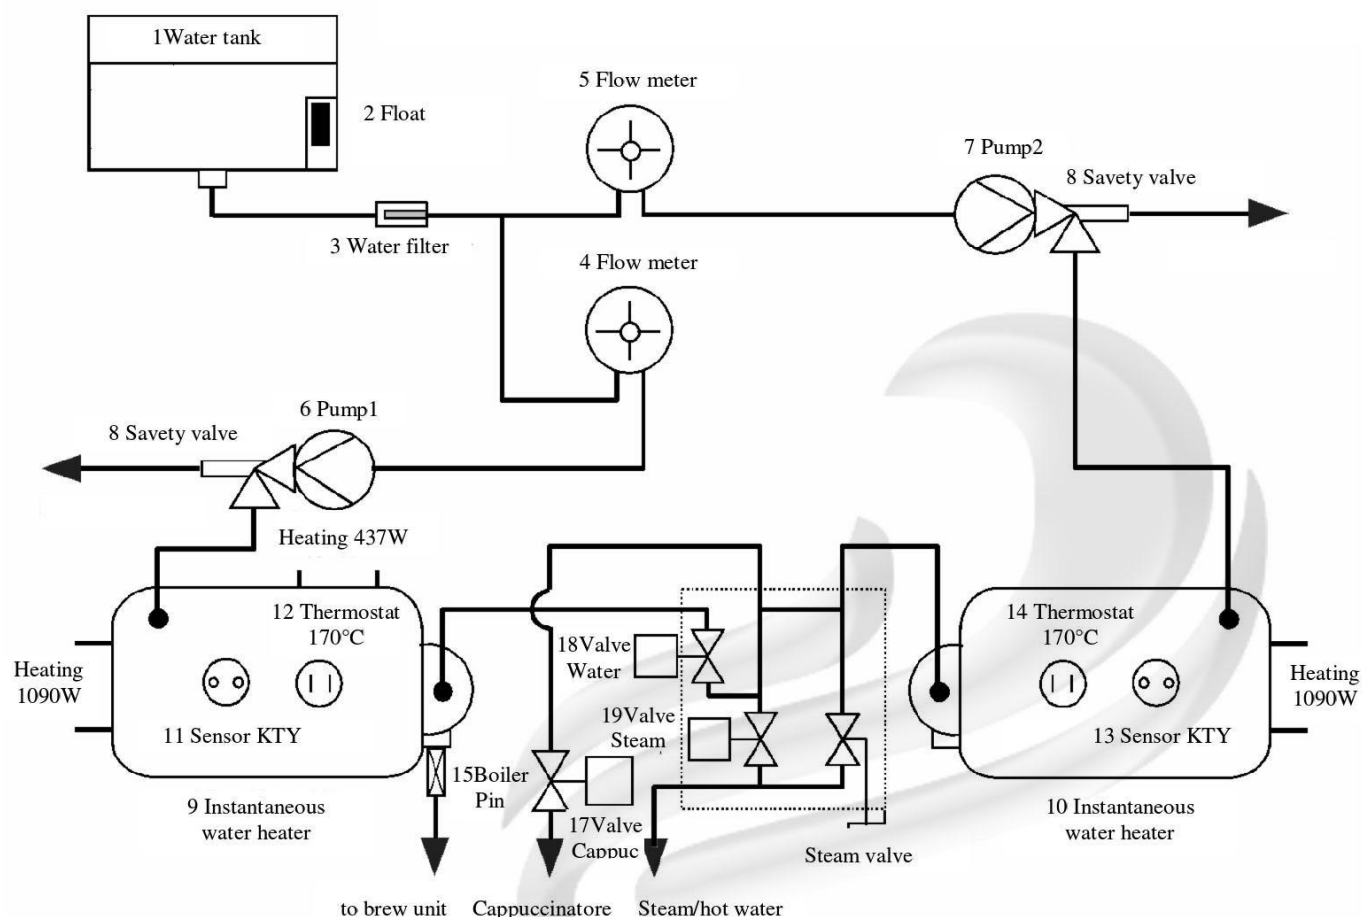 1Water tank
2 Float
5 Flow meter
7 Pump2
8 Savety valve
3 Water filter
4 Flow meter
6 Pump1
8 Savety valve
Heating 437W
12 Thermostat
170°C
14 Thermostat
170°C
18Valve
Water
Heating
1090W
Heating
1090W
19Valve
Steam
11 Sensor KTY
13 Sensor KTY
15Boiler
Pin
9 Instantaneous
water heater
17Valve
Cappuc
10 Instantaneous
water heater
Steam valve
to brew unit
Cappuccinatore
Steam/hot water